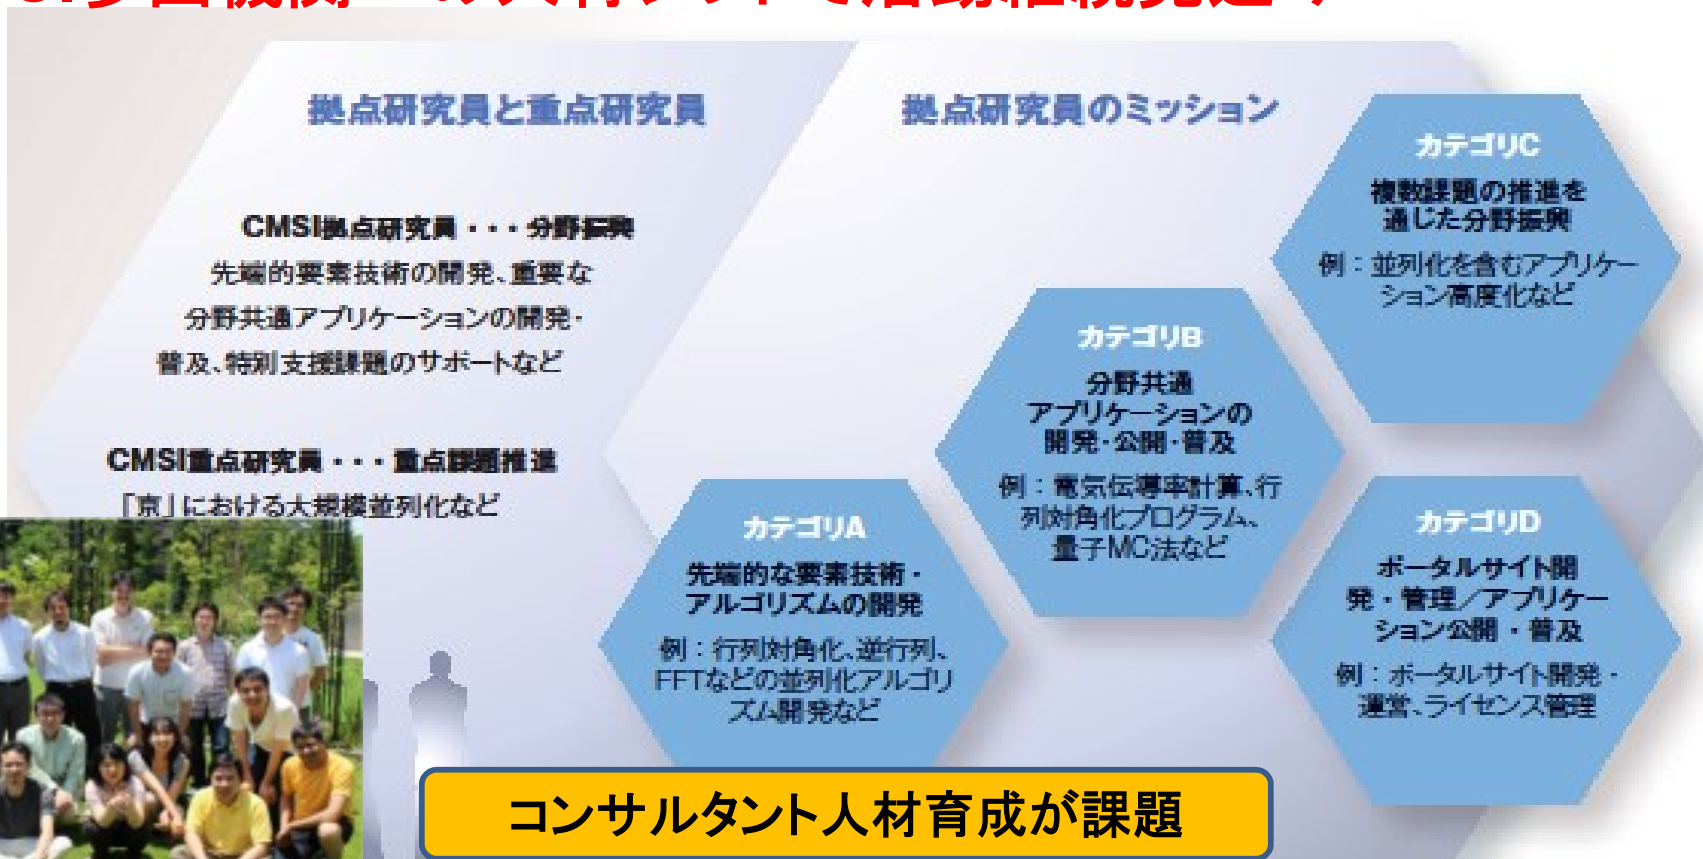 拠点研究員と重点研究員
CMSI拠点研究員・・・分野振興
先端的要素技術の開発、重要な
分野共通アプリケーションの開発・
普及、特別支援課題のサポートなど
CMSI重点研究員・・・重点課題推進
「京」における大規模並列化など
拠点研究員のミッション
カテゴリA
先端的な要素技術・
アルゴリズムの開発
例：行列対角化、逆行列、
FFTなどの並列化アルゴリ
ズム開発など
カテゴリB
分野共通
アプリケーションの
開発・公開・普及
例：電気伝導率計算、行
列対角化プログラム、
量子MC法など
カテゴリC
複数課題の推進を
通じた分野振興
例：並列化を含むアプリケー
ション高度化など
カテゴリD
ポータルサイト開
発・管理／アプリケー
ション公開・普及
例：ポータルサイト開発・
運営、ライセンス管理
コンサルタント人材育成が課題